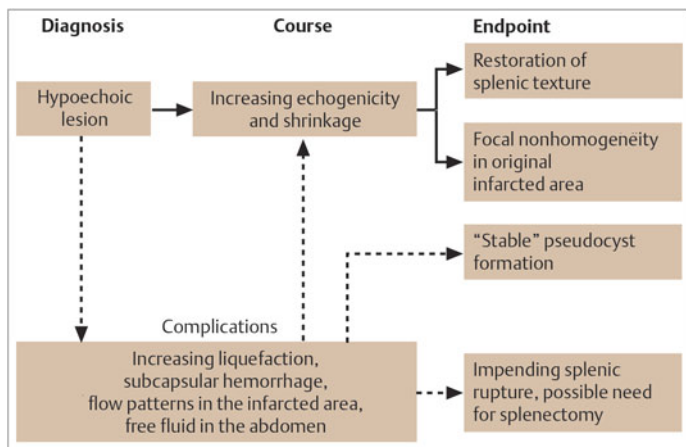 Diagnosis
Course
Endpoint
Hypoechoic
lesion
Increasing echogenicity
and shrinkage
Restoration of
splenic texture
Focal nonhomogeneity
in original
infarcted area
“Stable” pseudocyst
formation
Complications
Increasing liquefaction,
subcapsular hemorrhage,
flow patterns in the infarcted area,
free fluid in the abdomen
Impending splenic
rupture, possible need
for splenectomy